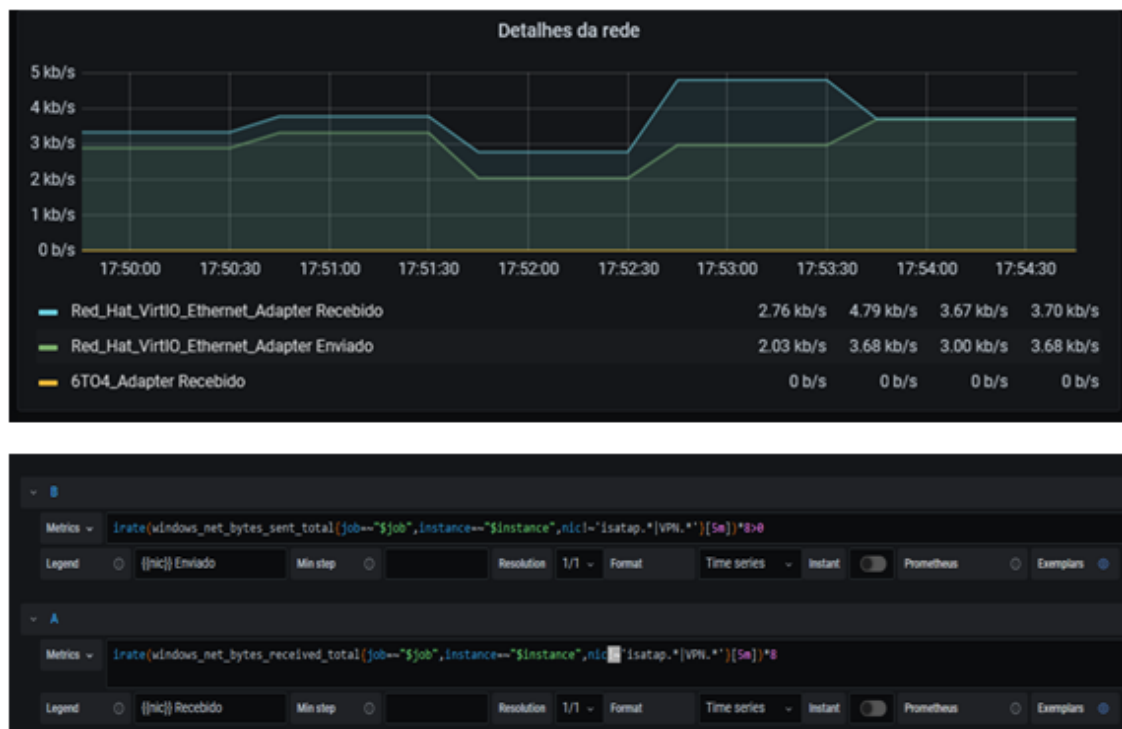 Detalhes da rede
5 kb/s
4 kb/s
3 kb/s
2 kb/s
1 kb/s
0 b/s
17:50:00 17:50:30 17:51:00 17:51:30 17:52:00 17:52:30 17:53:00 17:53:30 17:54:00 17:54:30
Red_Hat_VirtIO_Ethernet_Adapter Recebido 2.76 kb/s 4.79 kb/s 3.67 kb/s 3.70 kb/s
Red_Hat_VirtIO_Ethernet_Adapter Enviado 2.03 kb/s 3.68 kb/s 3.00 kb/s 3.68 kb/s
6TO4_Adapter Recebido 0 b/s 0 b/s 0 b/s 0 b/s
B
Metrics irate(windows_net_bytes_sent_total{job=~"$job",instance=~"$instance",nic!~'isatap.*|VPN.*'}[5m])*8>0
Legend {{nic}} Enviado Min step Resolution 1/1 Format Time series Instant Prometheus Exemplars
A
Metrics irate(windows_net_bytes_received_total{job=~"$job",instance=~"$instance",nic!~'isatap.*|VPN.*'}[5m])*8
Legend {{nic}} Recebido Min step Resolution 1/1 Format Time series Instant Prometheus Exemplars